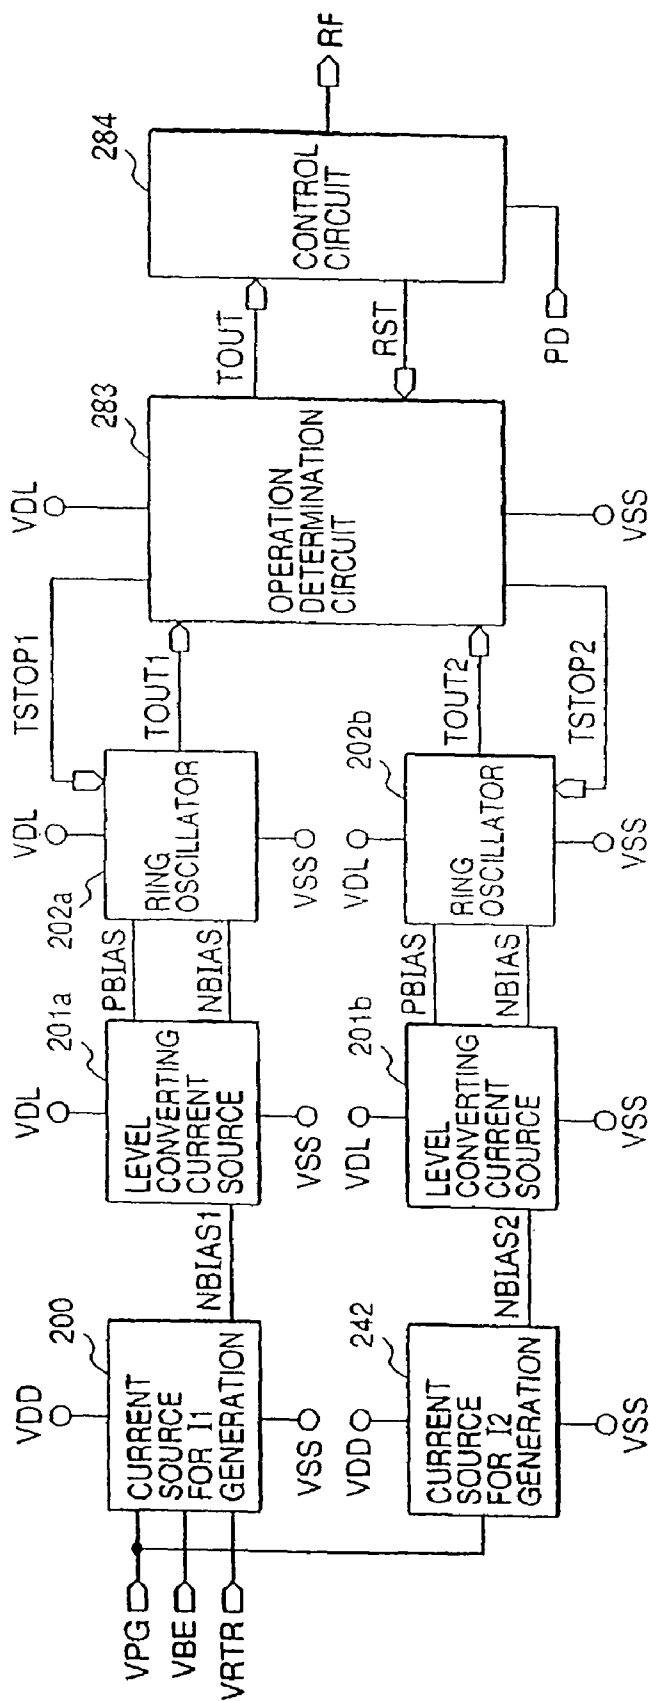 VPG
VBE
VRTR
VDD
200
CURRENT
SOURCE
FOR I1
GENERATION
VSS
NBIAS1
VDL
201a
LEVEL
CONVERTING
CURRENT
SOURCE
VSS
PBIAS
NBIAS
VDL
202a
RING
OSCILLATOR
VSS
TSTOP1
TOUT1
VDD
242
CURRENT
SOURCE
FOR I2
GENERATION
VSS
NBIAS2
VDL
201b
LEVEL
CONVERTING
CURRENT
SOURCE
VSS
PBIAS
NBIAS
VDL
202b
RING
OSCILLATOR
VSS
TOUT2
TSTOP2
VDL
283
OPERATION
DETERMINATION
CIRCUIT
VSS
TOUT
RST
284
CONTROL
CIRCUIT
PD
RF